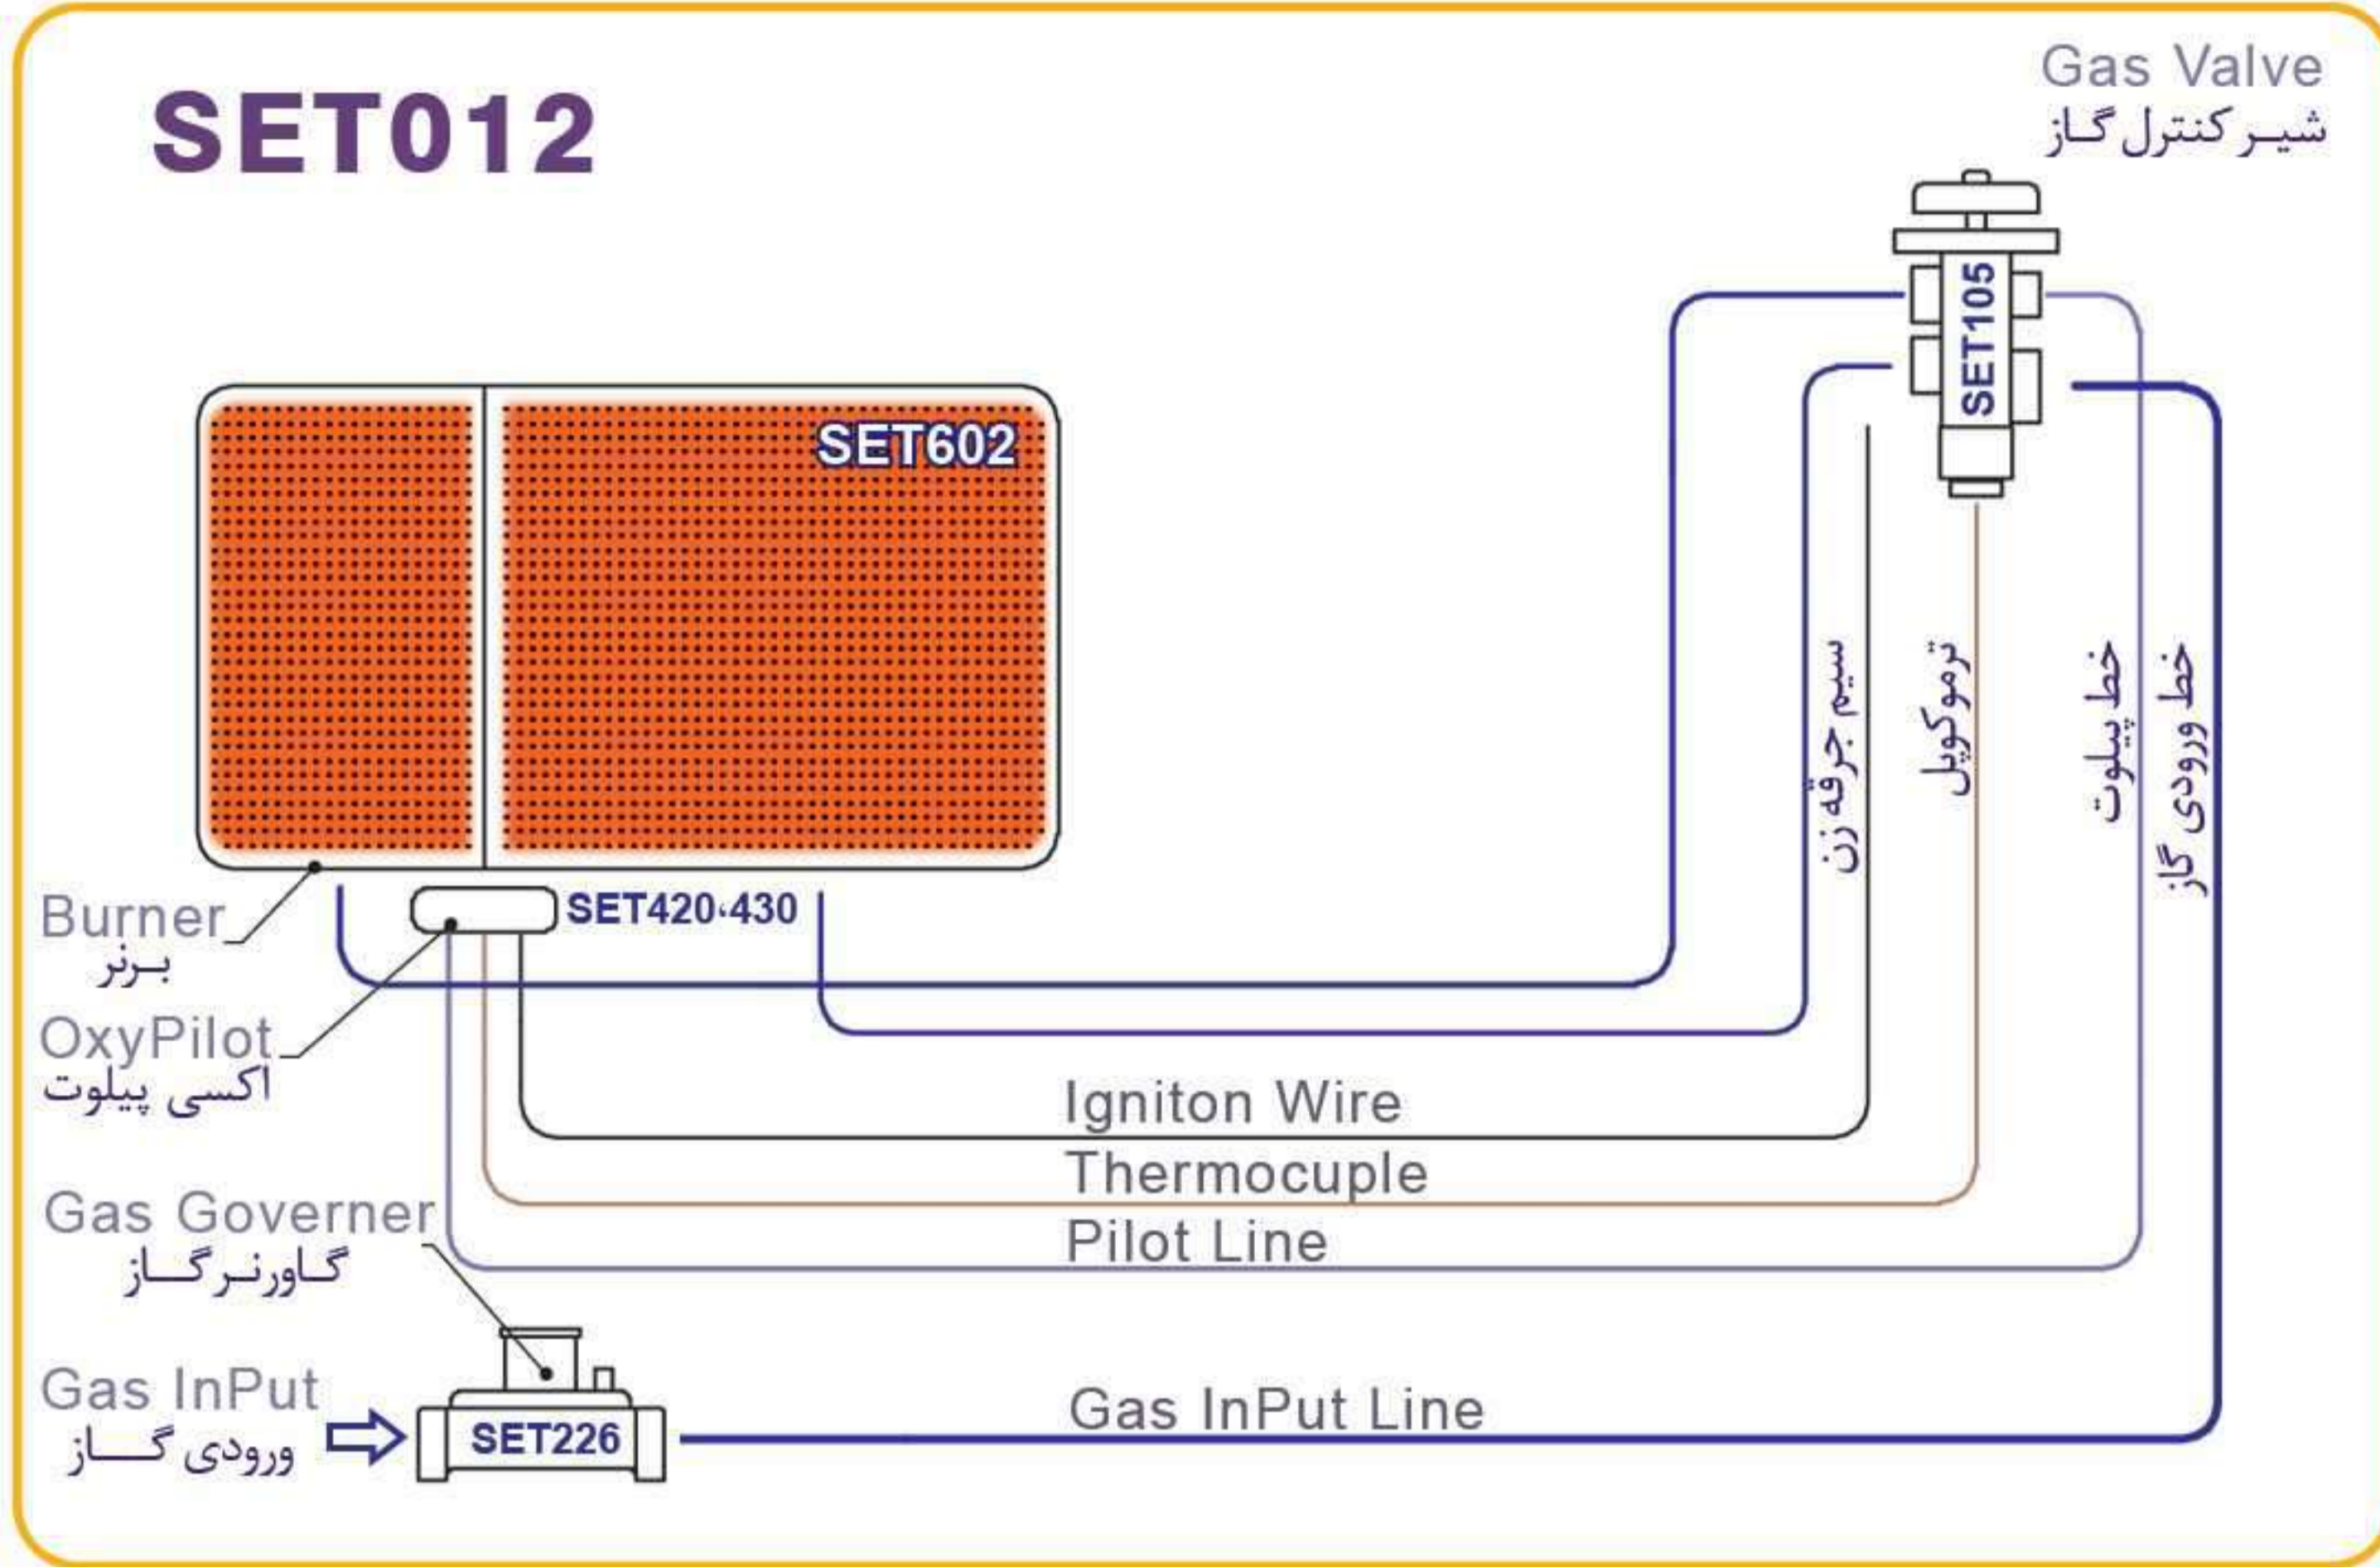 SET012
Gas Valve
شیر کنترل گاز
SET105
SET602
Burner
برنر
SET420،430
OxyPilot
اکسی پیلوت
سیم جرقه زن
ترموکوپل
خط پیلوت
خط ورودی گاز
Igniton Wire
Thermocuple
Pilot Line
Gas Governer
گاورنر گاز
Gas InPut
ورودی گاز
SET226
Gas InPut Line